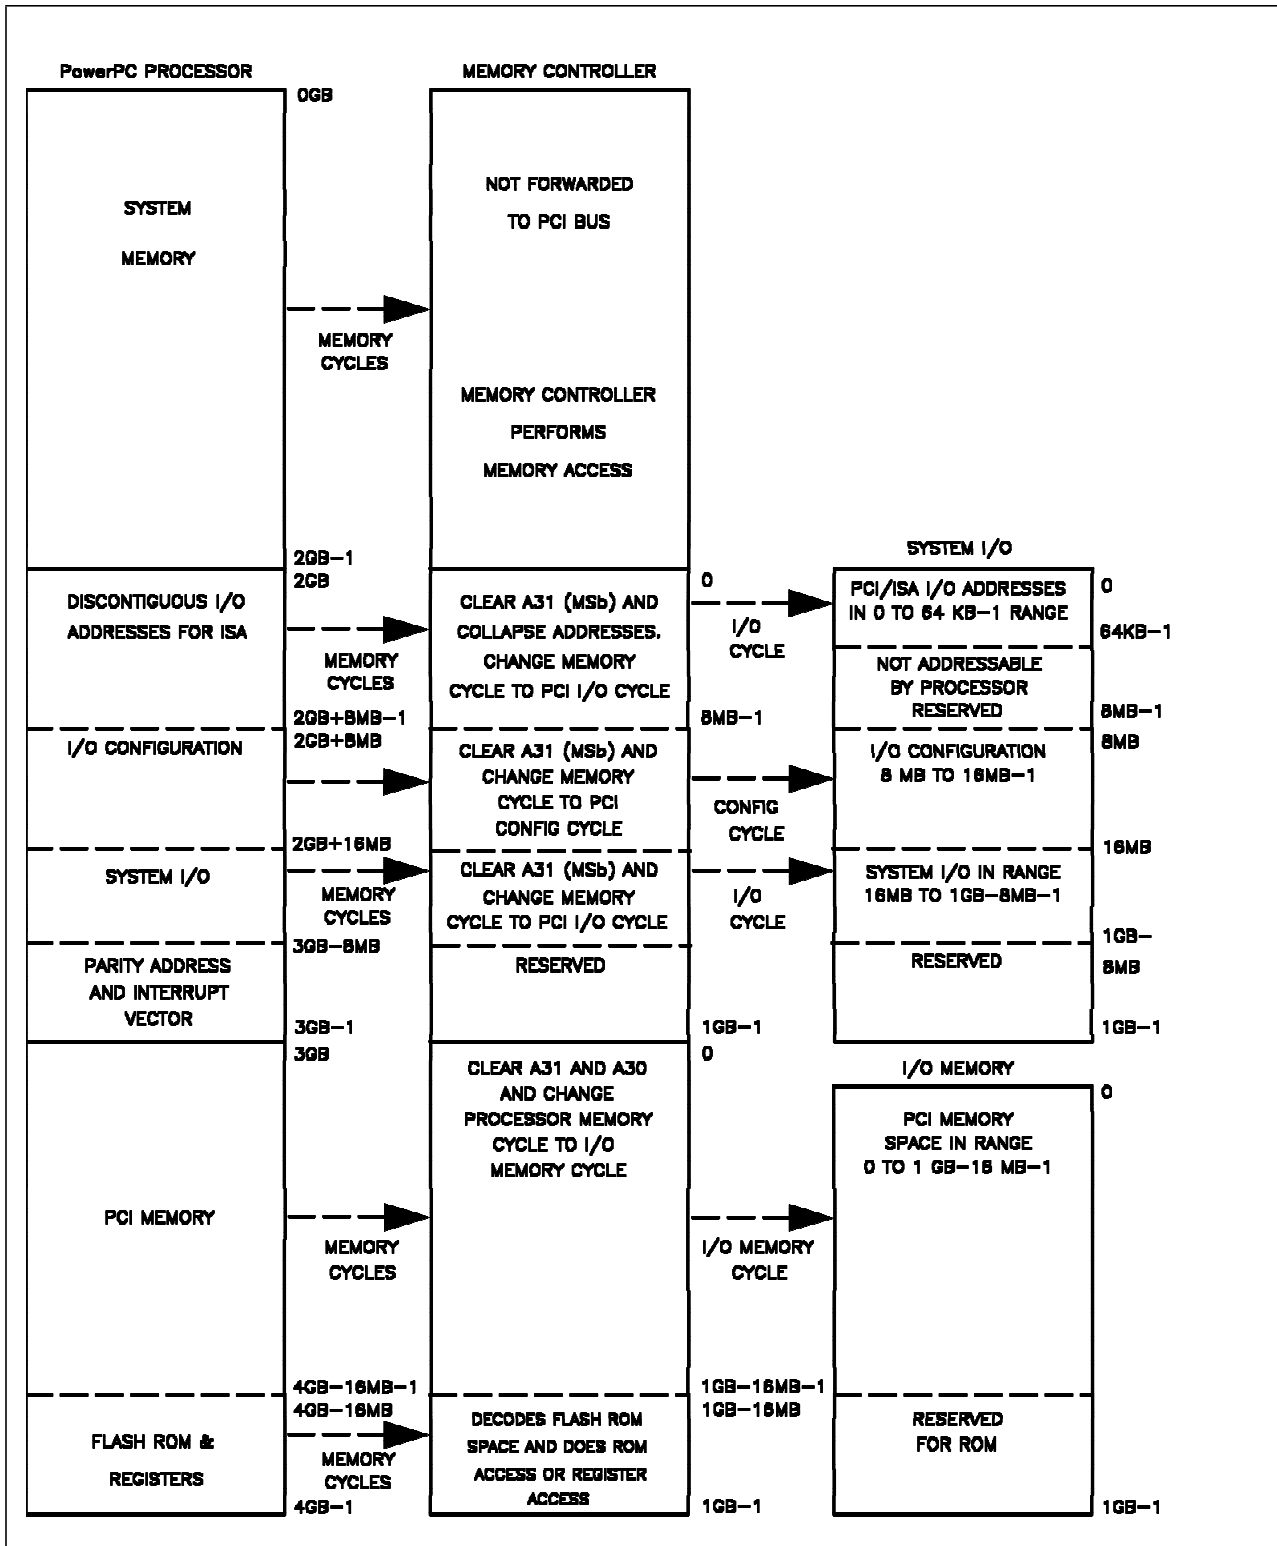 PowerPC PROCESSOR
MEMORY CONTROLLER
0GB
SYSTEM
MEMORY
NOT FORWARDED
TO PCI BUS
MEMORY
CYCLES
MEMORY CONTROLLER
PERFORMS
MEMORY ACCESS
2GB-1
2GB
DISCONTIGUOUS I/O
ADDRESSES FOR ISA
MEMORY
CYCLES
2GB+8MB-1
CLEAR A31 (MSb) AND
COLLAPSE ADDRESSES.
CHANGE MEMORY
CYCLE TO PCI I/O CYCLE
0
I/O
CYCLE
8MB-1
SYSTEM I/O
PCI/ISA I/O ADDRESSES
IN 0 TO 64 KB-1 RANGE
0
64KB-1
NOT ADDRESSABLE
BY PROCESSOR
RESERVED
8MB-1
2GB+8MB
I/O CONFIGURATION
2GB+16MB
CLEAR A31 (MSb) AND
CHANGE MEMORY
CYCLE TO PCI
CONFIG CYCLE
CONFIG
CYCLE
I/O CONFIGURATION
8 MB TO 16MB-1
8MB
16MB
SYSTEM I/O
MEMORY
CYCLES
3GB-8MB
CLEAR A31 (MSb) AND
CHANGE MEMORY
CYCLE TO PCI I/O CYCLE
I/O
CYCLE
SYSTEM I/O IN RANGE
16MB TO 1GB-8MB-1
1GB-
8MB
PARITY ADDRESS
AND INTERRUPT
VECTOR
3GB-1
RESERVED
1GB-1
RESERVED
1GB-1
3GB
PCI MEMORY
MEMORY
CYCLES
4GB-16MB-1
CLEAR A31 AND A30
AND CHANGE
PROCESSOR MEMORY
CYCLE TO I/O
MEMORY CYCLE
0
I/O MEMORY
CYCLE
1GB-16MB-1
I/O MEMORY
0
PCI MEMORY
SPACE IN RANGE
0 TO 1 GB-16 MB-1
4GB-16MB
FLASH ROM &
REGISTERS
MEMORY
CYCLES
4GB-1
DECODES FLASH ROM
SPACE AND DOES ROM
ACCESS OR REGISTER
ACCESS
1GB-16MB
1GB-1
RESERVED
FOR ROM
1GB-1